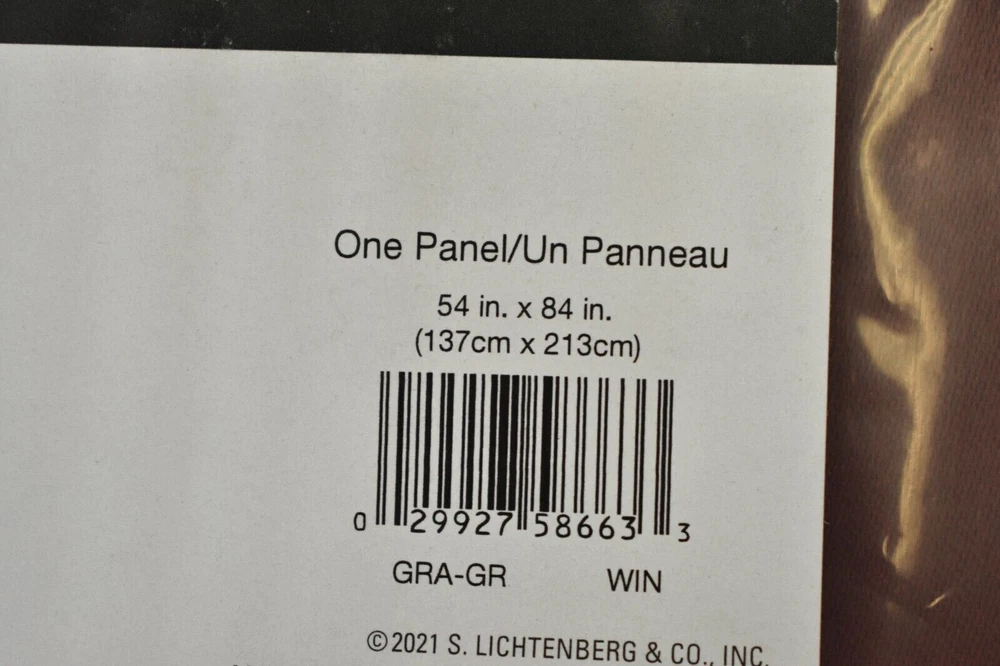 One Panel/Un Panneau
54 in. x 84 in.
(137cm x 213cm)
0 29927 58663 3
GRA-GR WIN
©2021 S. LICHTENBERG & CO., INC.